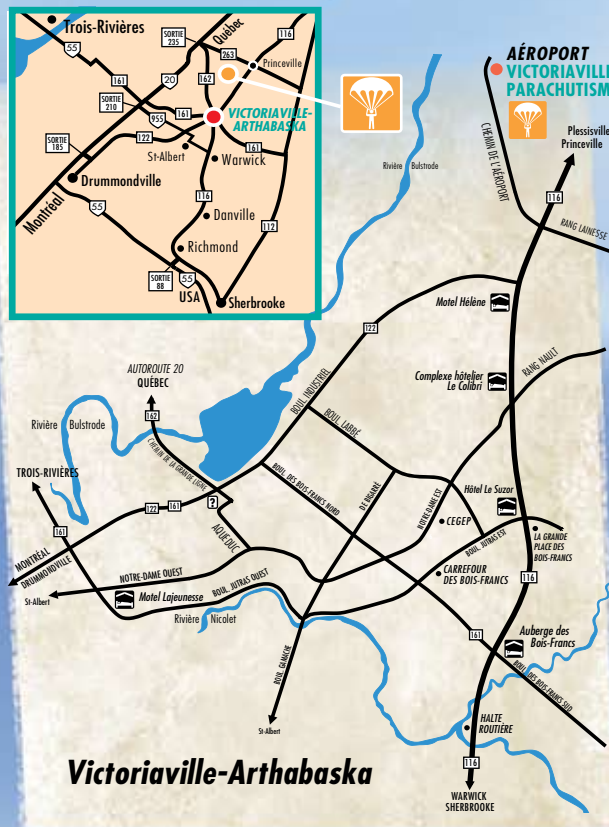 Trois-Rivières
SORTIE
235
Québec
116
263
55
20
162
Princeville
161
SORTIE
210
955
161
VICTORIAVILLE-
ARTHABASKA
SORTIE
185
122
St-Albert
Warwick
161
Drummondville
Montréal
116
55
Danville
112
Richmond
SORTIE
88
55
USA
Sherbrooke
AÉROPORT
VICTORIAVILLE
PARACHUTISM
CHEMIN DE L'AÉROPORT
Plessisville
Princeville
116
RANG LAINESSE
Rivière Bulstrode
Motel Hélène
122
Complexe hôtelier
Le Colibri
RANG NAULT
AUTOROUTE 20
QUÉBEC
162
BOUL. INDUSTRIEL
BOUL. LABBÉ
Rivière Bulstrode
CHEMIN DE LA GRANDE LIGNE
TROIS-RIVIÈRES
BOUL. DES BOIS-FRANCS NORD
DE BIGARRÉ
NOTRE-DAME EST
Hôtel Le Suzor
122
161
?
161
CEGEP
AQUEDUC
LA GRANDE
PLACE DES
BOIS-FRANCS
BOUL. JUTRAS EST
MONTRÉAL
DRUMMONDVILLE
CARREFOUR
DES BOIS-FRANCS
116
NOTRE-DAME OUEST
St-Albert
Motel Lajeunesse
BOUL. JUTRAS OUEST
Rivière Nicolet
161
Auberge des
Bois-Francs
BOUL. GAMACHE
BOUL. DES BOIS-FRANCS SUD
St-Albert
HALTE
ROUTIÈRE
116
WARWICK
SHERBROOKE
Victoriaville-Arthabaska